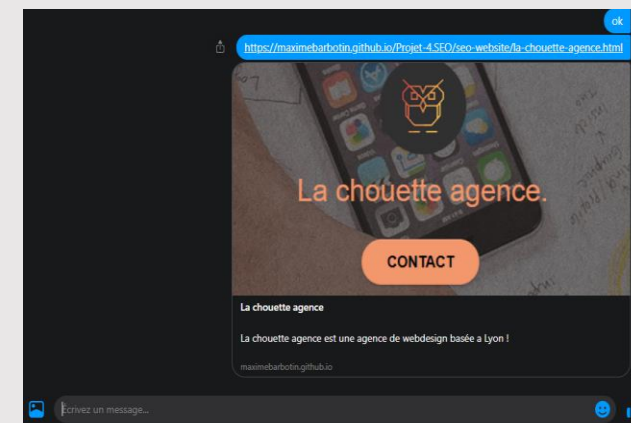 ok
https://maximebarbotin.github.io/Projet-4.SEO/seo-website/la-chouette-agence.html
La chouette agence.
CONTACT
La chouette agence
La chouette agence est une agence de webdesign basée a Lyon !
maximebarbotin.github.io
Écrivez un message...